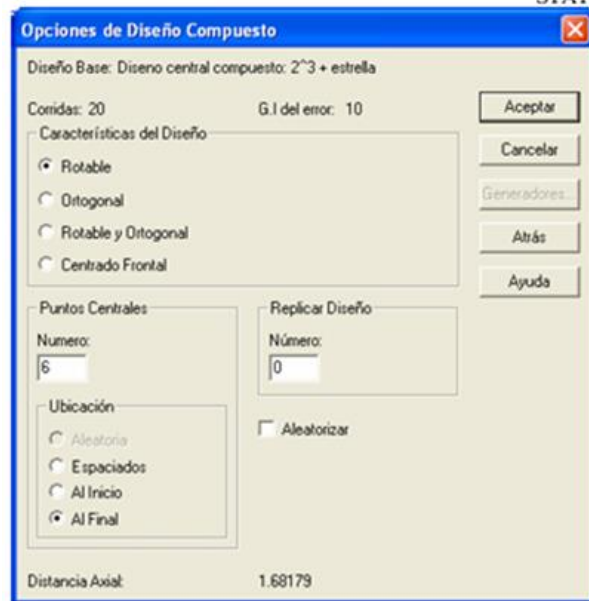 Opciones de Diseño Compuesto
Diseño Base: Diseno central compuesto: 2^3 + estrella
Corridas: 20
G.l del error: 10
Aceptar
Características del Diseño
Rotable
Ortogonal
Rotable y Ortogonal
Centrado Frontal
Cancelar
Generadores...
Atrás
Ayuda
Puntos Centrales
Numero:
6
Replicar Diseño
Número:
0
Ubicación
Aleatoria
Espaciados
Al Inicio
Al Final
Aleatorizar
Distancia Axial:
1.68179